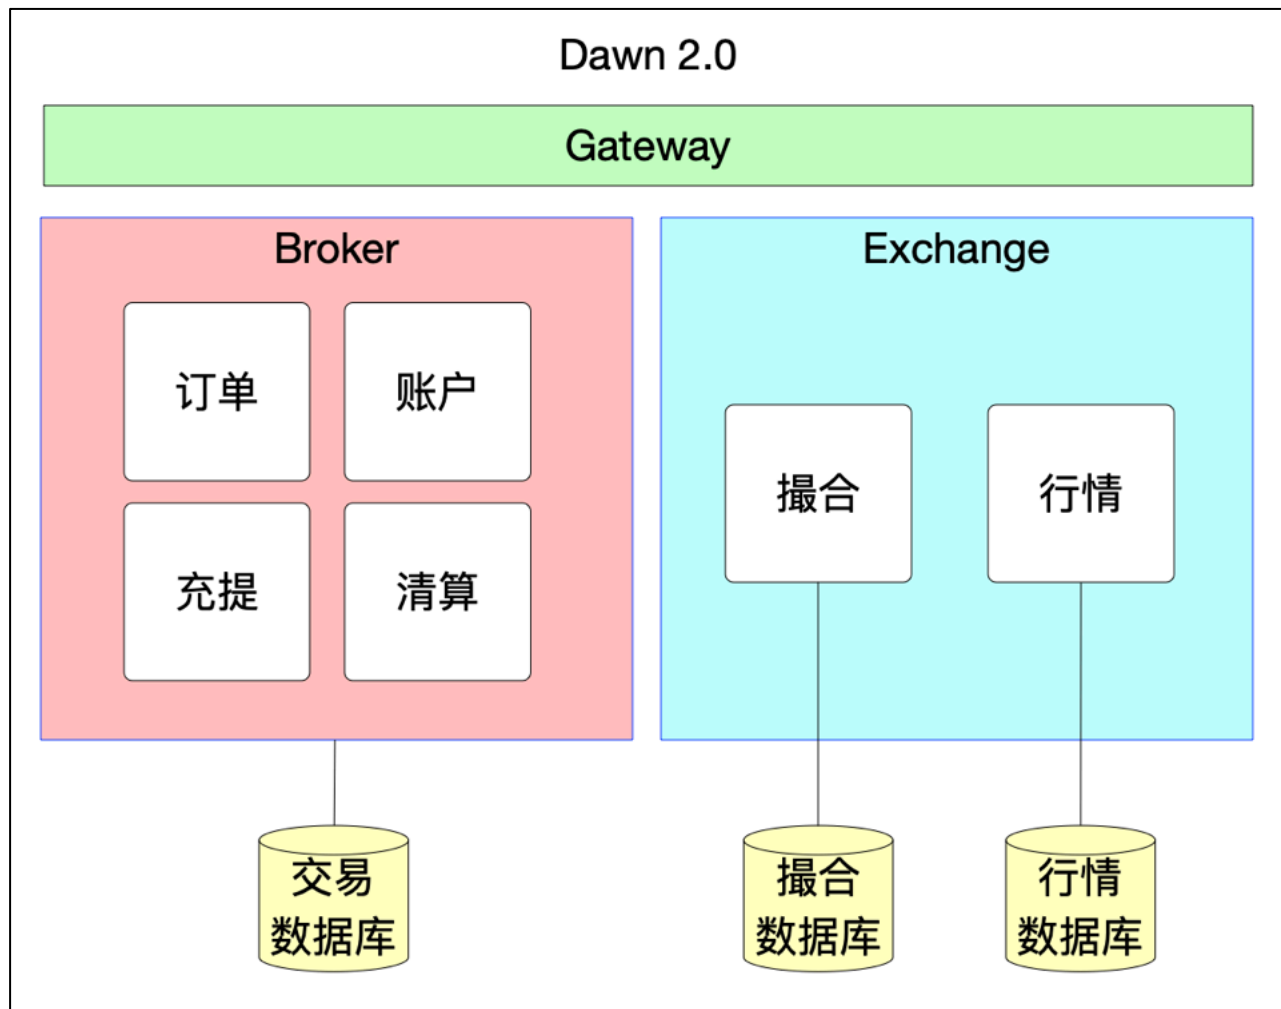 Dawn 2.0
Gateway
Broker
订单
账户
充提
清算
Exchange
撮合
行情
交易
数据库
撮合
数据库
行情
数据库